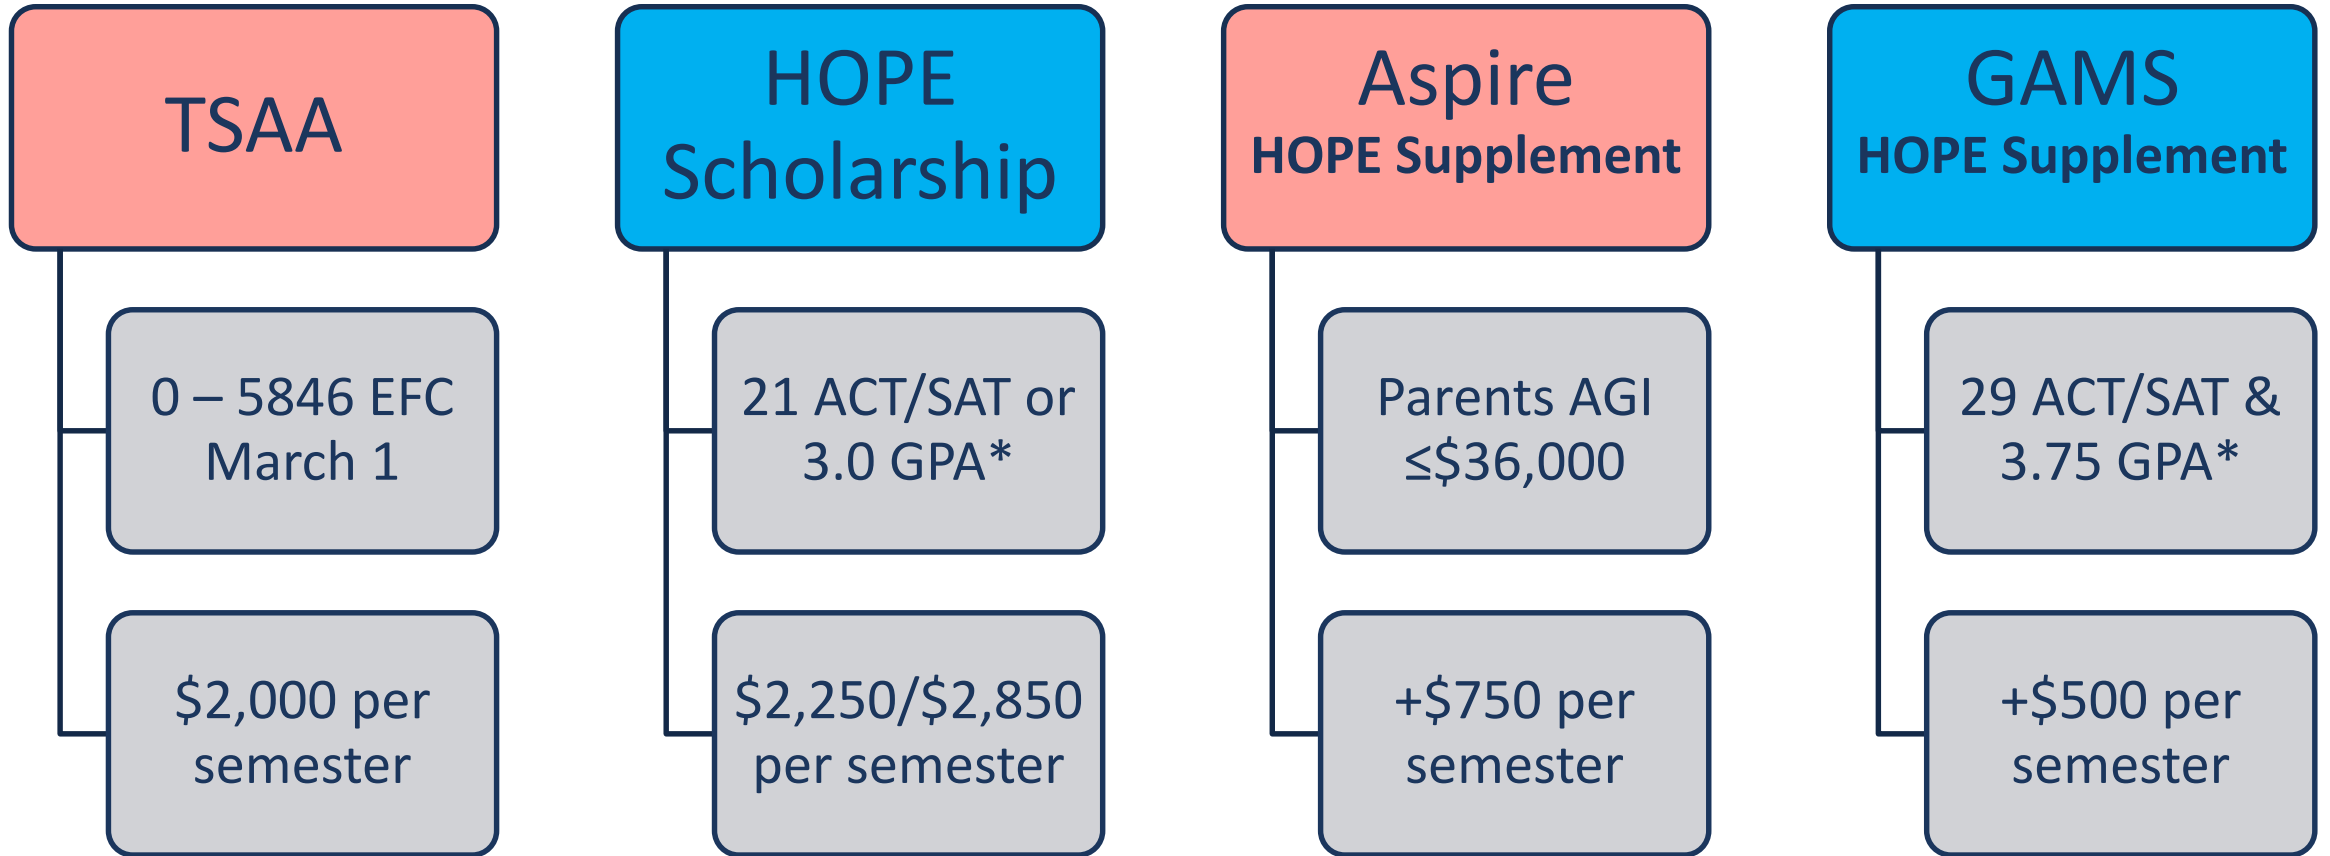 TSAA
0 – 5846 EFC
March 1
$2,000 per
semester
HOPE
Scholarship
21 ACT/SAT or
3.0 GPA*
$2,250/$2,850
per semester
Aspire
HOPE Supplement
Parents AGI
≤$36,000
+$750 per
semester
GAMS
HOPE Supplement
29 ACT/SAT &
3.75 GPA*
+$500 per
semester